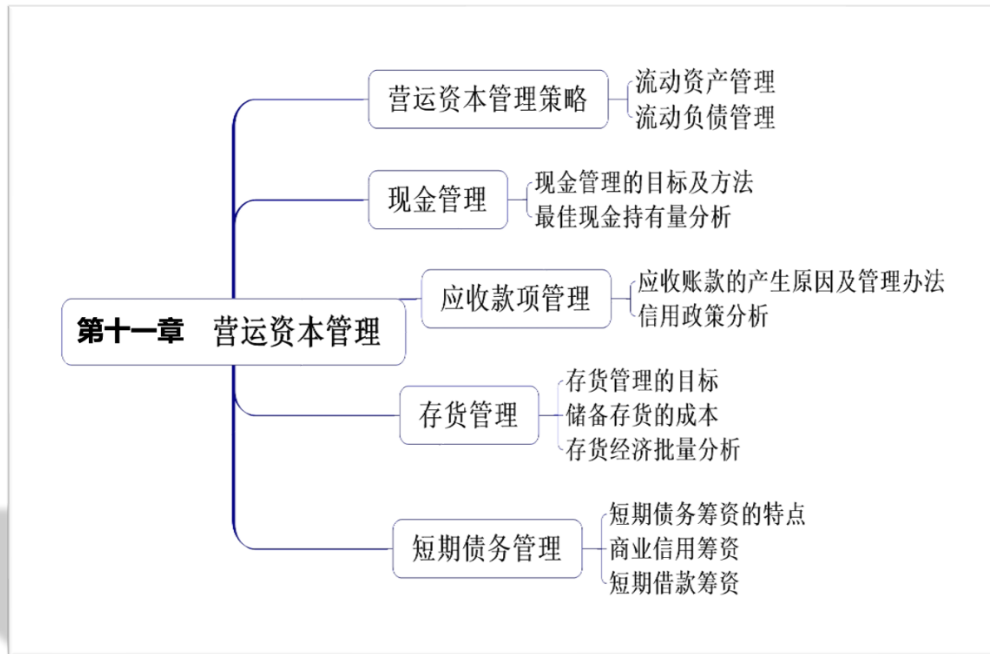 第十一章 营运资本管理
营运资本管理策略
流动资产管理
流动负债管理
现金管理
现金管理的目标及方法
最佳现金持有量分析
应收款项管理
应收账款的产生原因及管理办法
信用政策分析
存货管理
存货管理的目标
储备存货的成本
存货经济批量分析
短期债务管理
短期债务筹资的特点
商业信用筹资
短期借款筹资